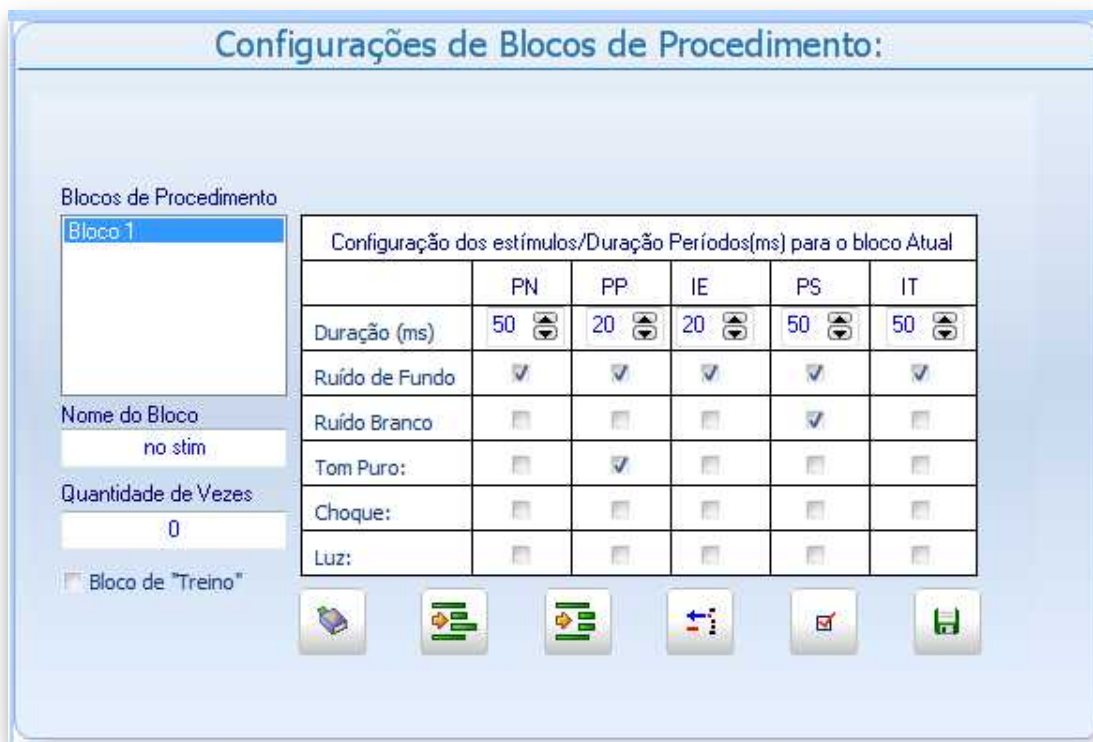 Configurações de Blocos de Procedimento:
Blocos de Procedimento
Bloco 1
Configuração dos estímulos/Duração Períodos(ms) para o bloco Atual
PN PP IE PS IT
Duração (ms) 50 20 20 50 50
Ruído de Fundo
Ruído Branco
Tom Puro:
Choque:
Luz:
Nome do Bloco
no stim
Quantidade de Vezes
0
Bloco de "Treino"